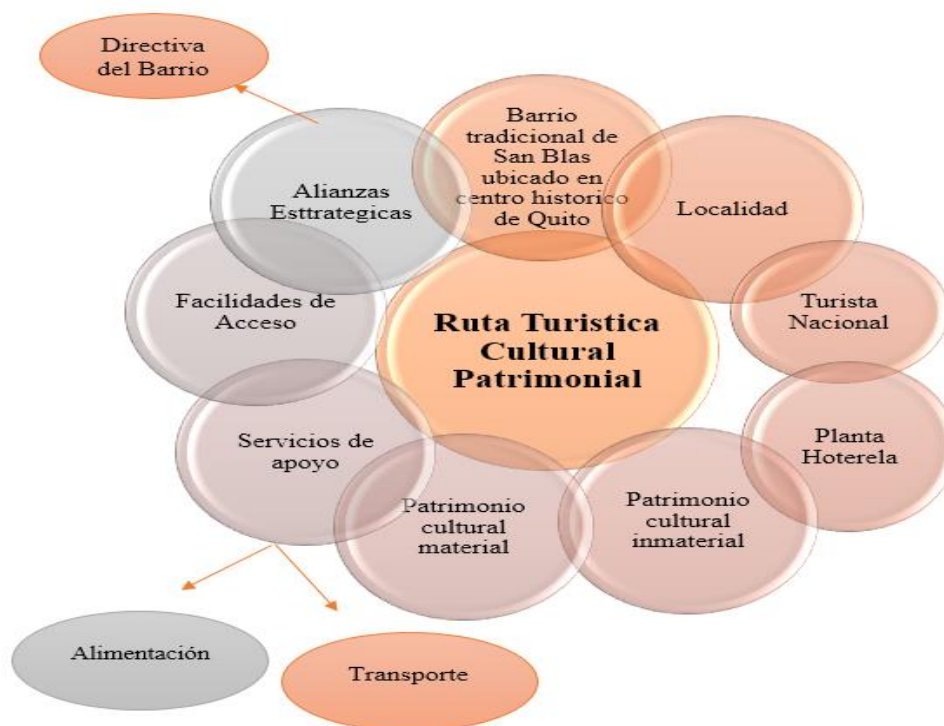 Directiva
del Barrio
Barrio
tradicional de
San Blas
ubicado en
centro historico
de Quito
Alianzas
Esttrategicas
Localidad
Facilidades de
Acceso
Turista
Nacional
Ruta Turistica
Cultural
Patrimonial
Servicios de
apoyo
Planta
Hoterela
Patrimonio
cultural
material
Patrimonio
cultural
inmaterial
Alimentación
Transporte